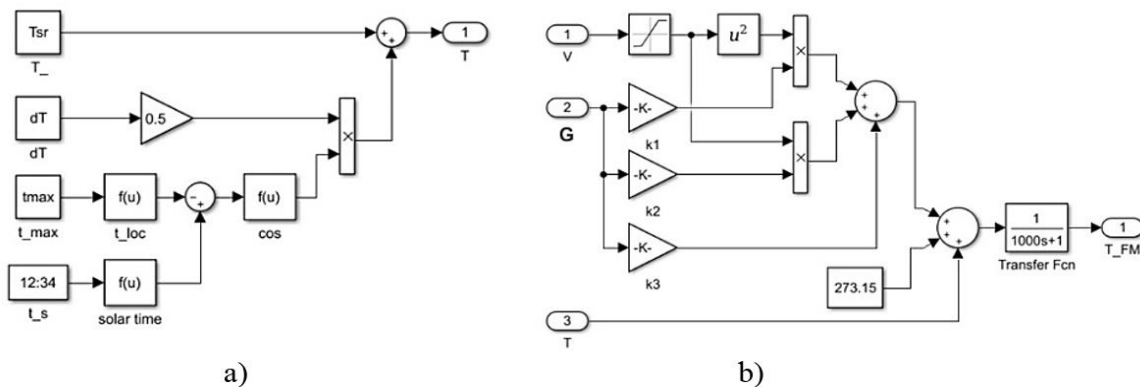 Tsr
T_
+
+
1
T
dT
dT
0.5
×
tmax
t_max
f(u)
t_loc
-
+
f(u)
cos
12:34
t_s
f(u)
solar time
a)
1
V
u²
×
2
G
-K-
k1
+
+
+
×
-K-
k2
-K-
k3
+
+
+
273.15
1
1000s+1
Transfer Fcn
1
T_FM
3
T
b)